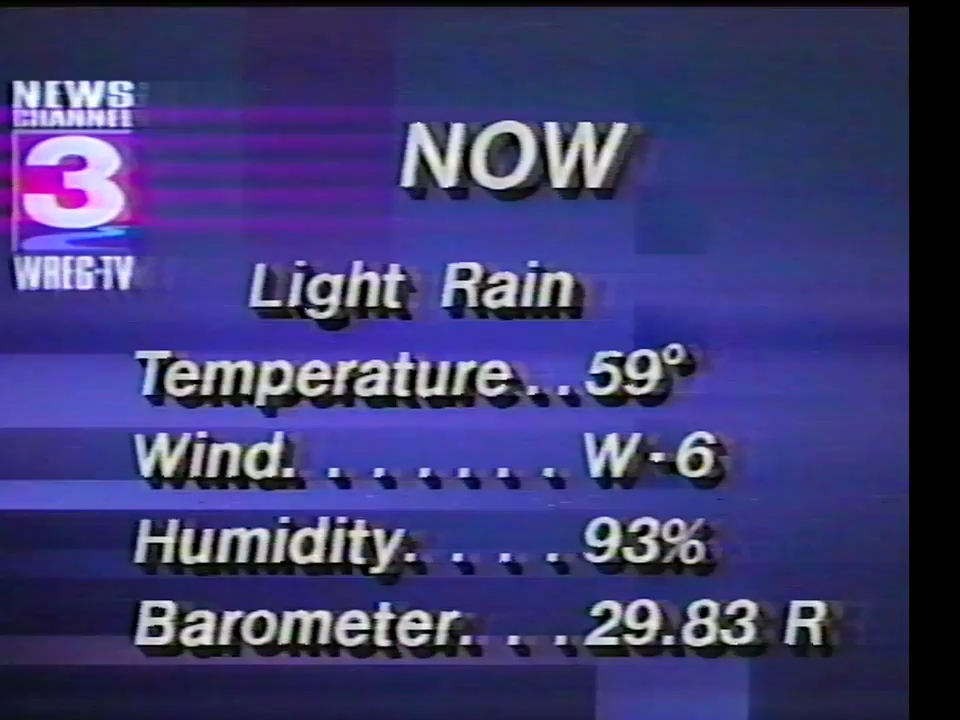 NEWS
CHANNEL
3
WREG-TV
NOW
Light Rain
Temperature . . 59°
Wind. . . . . . . W - 6
Humidity. . . . 93%
Barometer. . . 29.83 R